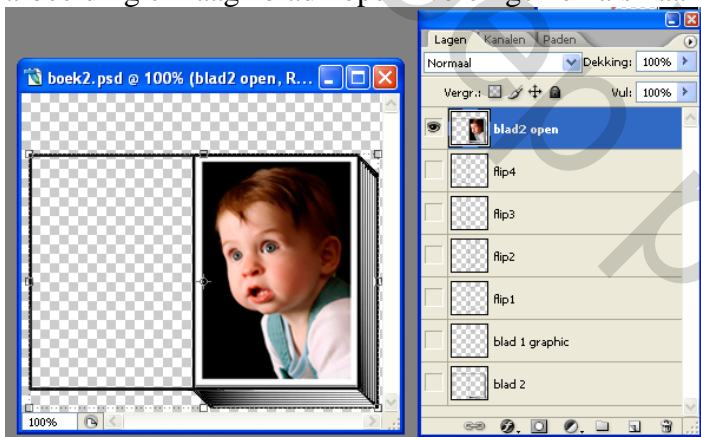 Lagen Kanalen Paden
Normaal Dekking: 100%
boek2.psd @ 100% (blad2 open, R...
Vergr.: Vul: 100%
blad2 open
flip4
flip3
flip2
flip1
blad 1 graphic
blad 2
100%